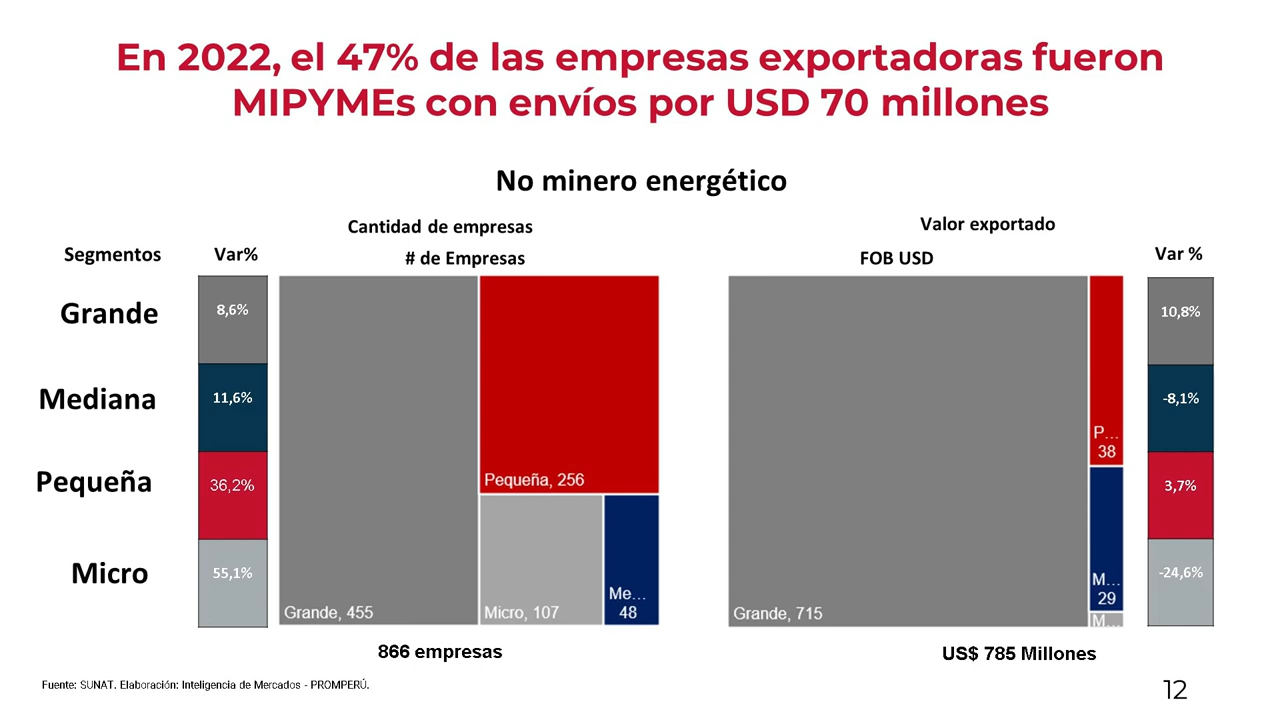 En 2022, el 47% de las empresas exportadoras fueron
MIPYMEs con envíos por USD 70 millones
No minero energético
Cantidad de empresas
Valor exportado
Segmentos
Var%
# de Empresas
FOB USD
Var %
Grande
8,6%
10,8%
Mediana
11,6%
-8,1%
Pequeña
36,2%
3,7%
Micro
55,1%
-24,6%
Pequeña, 256
Grande, 455
Micro, 107
Me...
48
P...
38
M...
29
Grande, 715
M...
866 empresas
US$ 785 Millones
Fuente: SUNAT. Elaboración: Inteligencia de Mercados - PROMPERÚ.
12